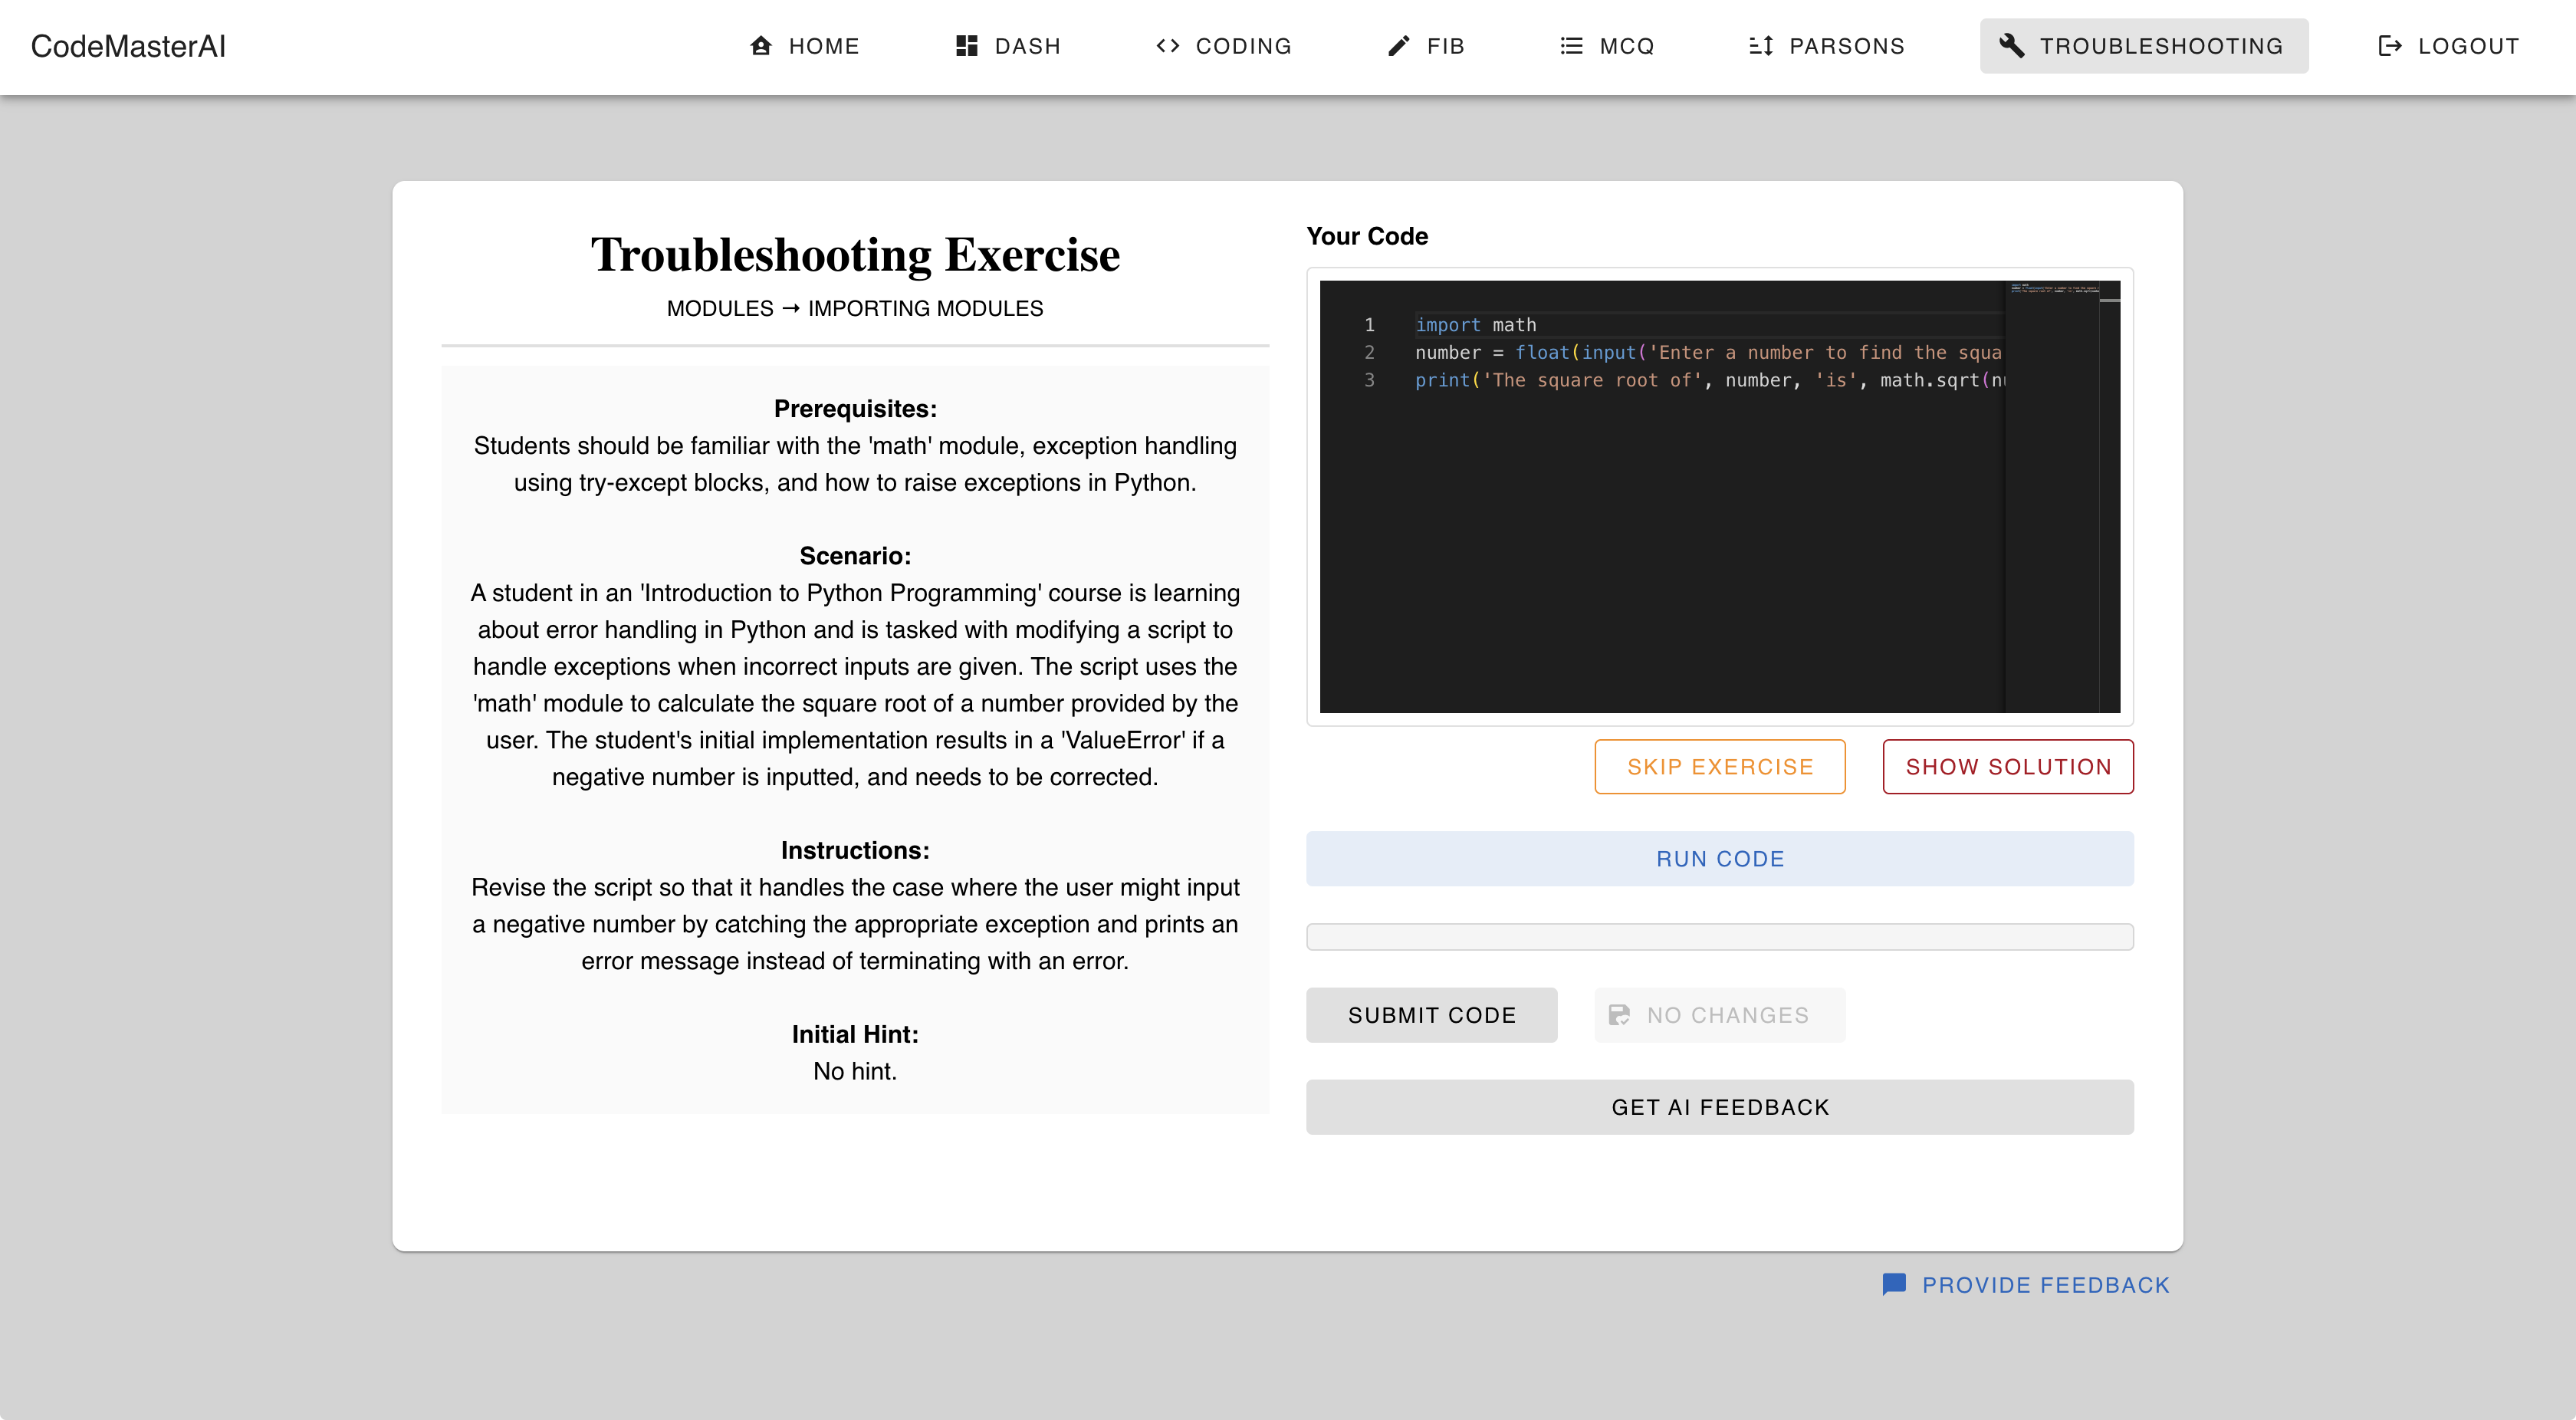 CodeMasterAI
HOME
DASH
CODING
FIB
MCQ
PARSONS
TROUBLESHOOTING
LOGOUT
Troubleshooting Exercise
MODULES → IMPORTING MODULES
Prerequisites:
Students should be familiar with the 'math' module, exception handling
using try-except blocks, and how to raise exceptions in Python.
Scenario:
A student in an 'Introduction to Python Programming' course is learning
about error handling in Python and is tasked with modifying a script to
handle exceptions when incorrect inputs are given. The script uses the
'math' module to calculate the square root of a number provided by the
user. The student's initial implementation results in a 'ValueError' if a
negative number is inputted, and needs to be corrected.
Instructions:
Revise the script so that it handles the case where the user might input
a negative number by catching the appropriate exception and prints an
error message instead of terminating with an error.
Initial Hint:
No hint.
Your Code
1 import math
2 number = float(input('Enter a number to find the squa
3 print('The square root of', number, 'is', math.sqrt(n
SKIP EXERCISE
SHOW SOLUTION
RUN CODE
SUBMIT CODE
NO CHANGES
GET AI FEEDBACK
PROVIDE FEEDBACK